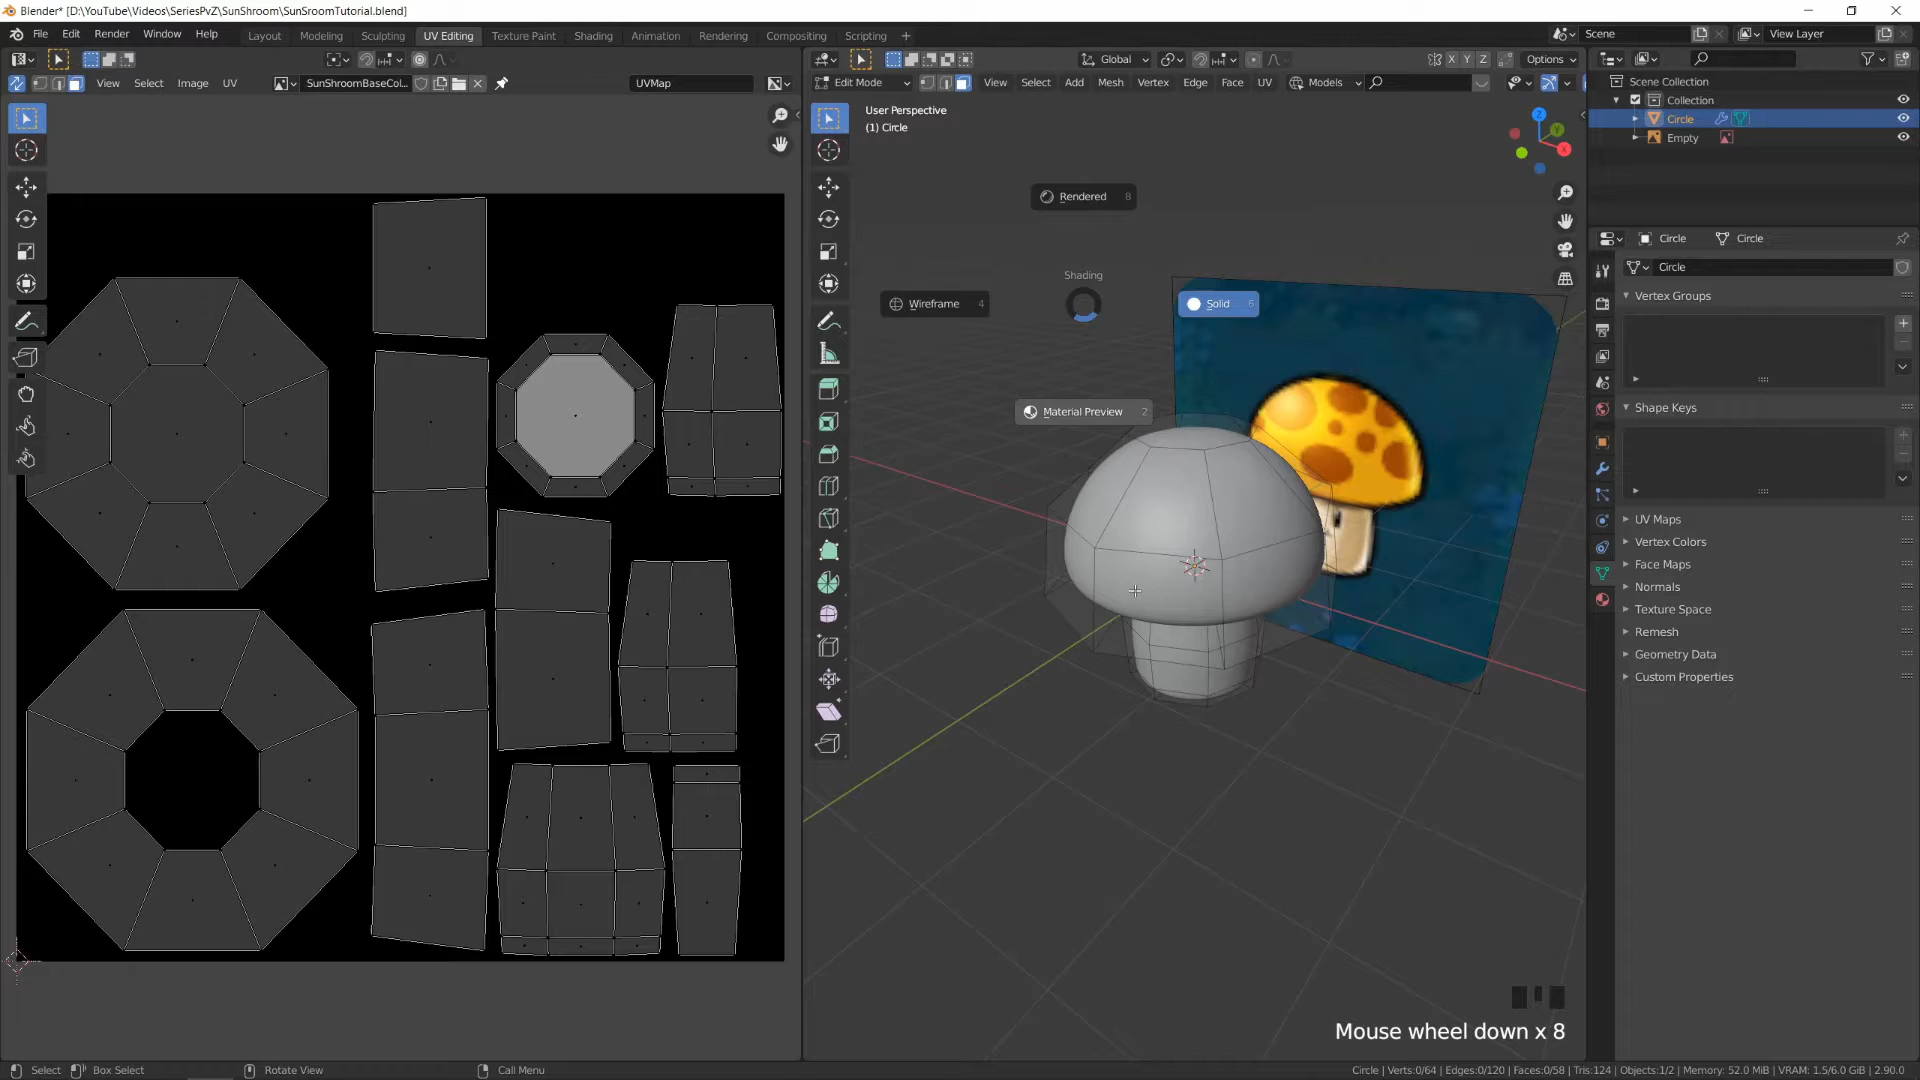 Blender* [D:\YouTube\Videos\SeriesPvZ\SunShroom\SunSroomTutorial.blend]
File Edit Render Window Help Layout Modeling Sculpting UV Editing Texture Paint Shading Animation Rendering Compositing Scripting + Scene View Layer
Global X Y Z Options
View Select Image UV SunShroomBaseCol... UVMap Edit Mode View Select Add Mesh Vertex Edge Face UV Models
Scene Collection
Collection
Circle
Empty
User Perspective
(1) Circle
Z
Y
X
Rendered 8
Shading
Wireframe 4
Solid 6
Material Preview 2
Circle Circle
Circle
Vertex Groups
Shape Keys
UV Maps
Vertex Colors
Face Maps
Normals
Texture Space
Remesh
Geometry Data
Custom Properties
Mouse wheel down x 8
Select Box Select Rotate View Call Menu Circle | Verts:0/64 | Edges:0/120 | Faces:0/58 | Tris:124 | Objects:1/2 | Memory: 52.0 MiB | VRAM: 1.5/6.0 GiB | 2.90.0